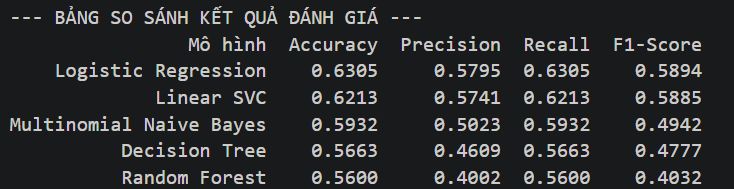 --- BẢNG SO SÁNH KẾT QUẢ ĐÁNH GIÁ ---
Mô hình Accuracy Precision Recall F1-Score
Logistic Regression 0.6305 0.5795 0.6305 0.5894
Linear SVC 0.6213 0.5741 0.6213 0.5885
Multinomial Naive Bayes 0.5932 0.5023 0.5932 0.4942
Decision Tree 0.5663 0.4609 0.5663 0.4777
Random Forest 0.5600 0.4002 0.5600 0.4032